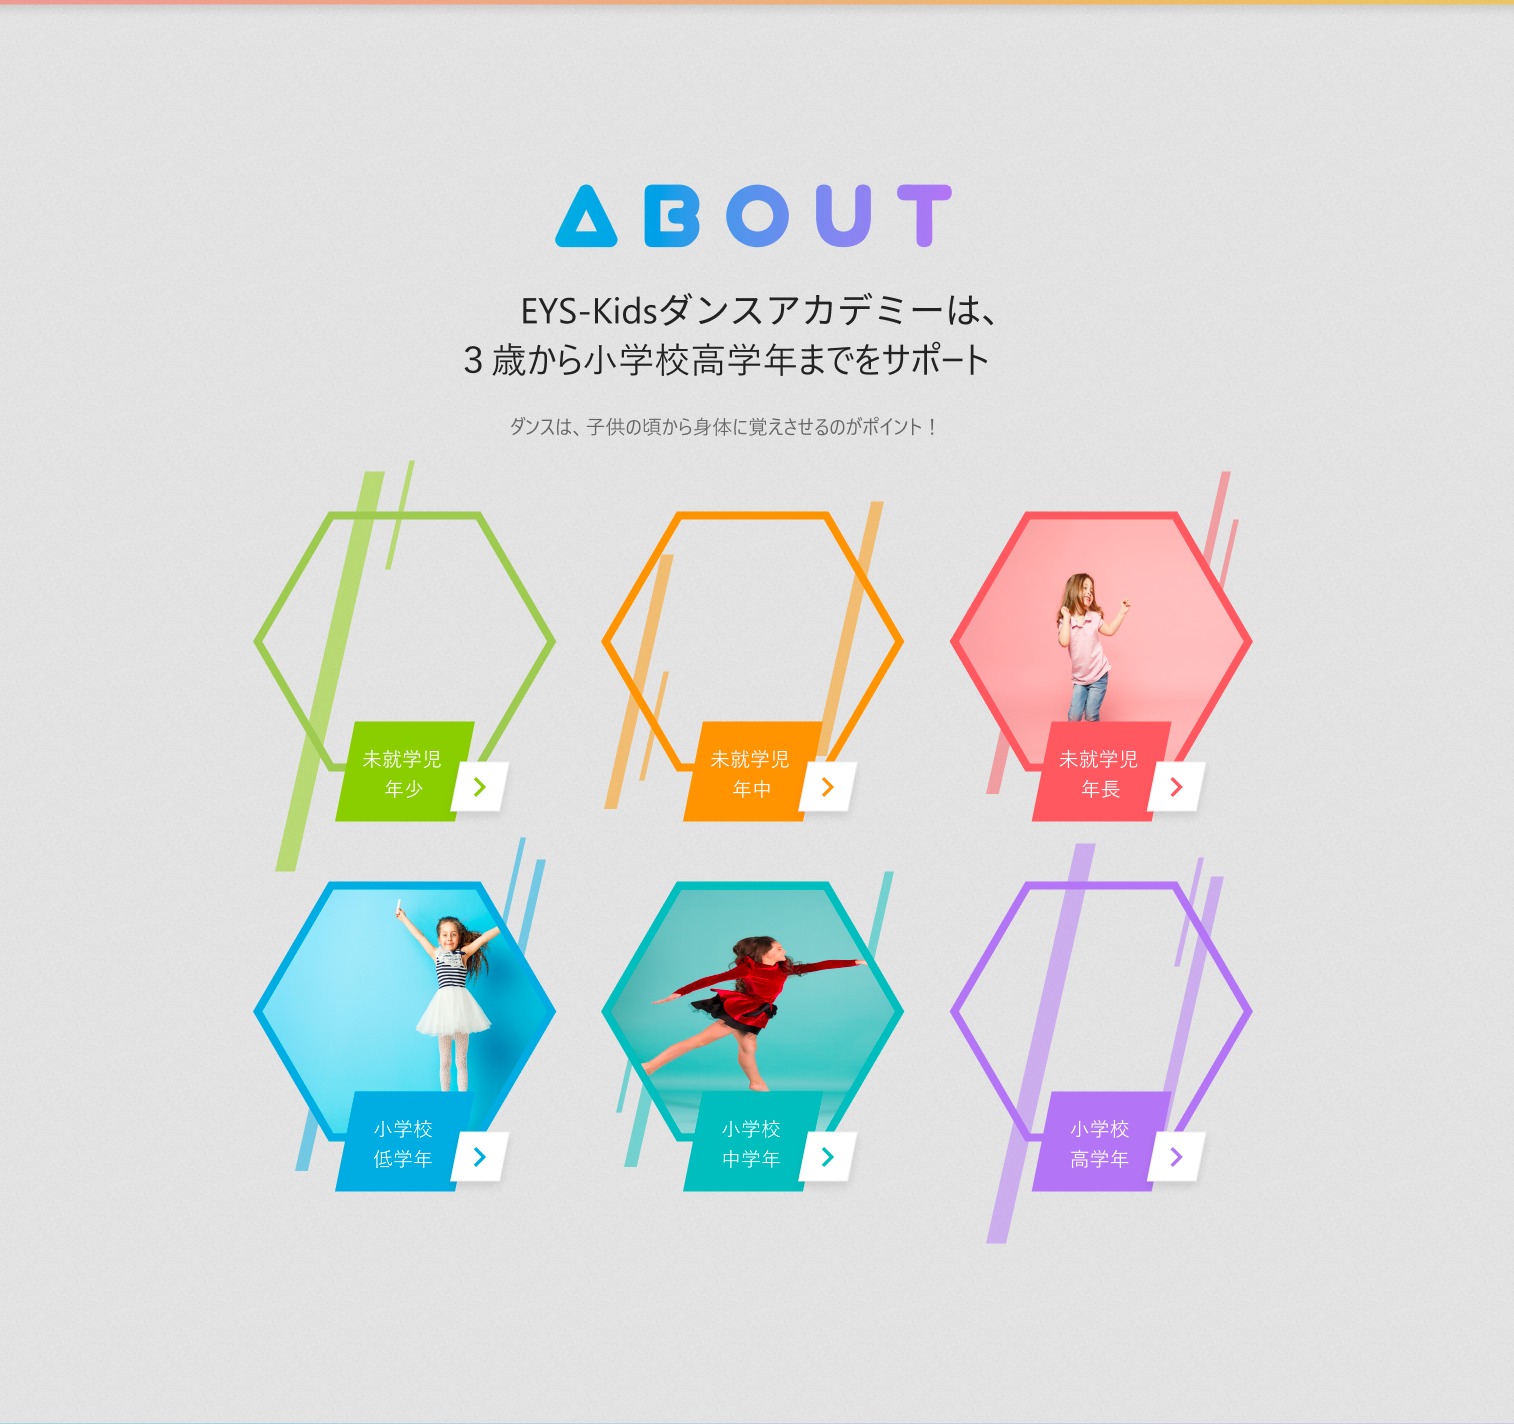 ABOUT
EYS-Kidsダンスアカデミーは、
３歳から小学校高学年までをサポート
ダンスは、子供の頃から身体に覚えさせるのがポイント！
未就学児
年少
未就学児
年中
未就学児
年長
小学校
低学年
小学校
中学年
小学校
高学年